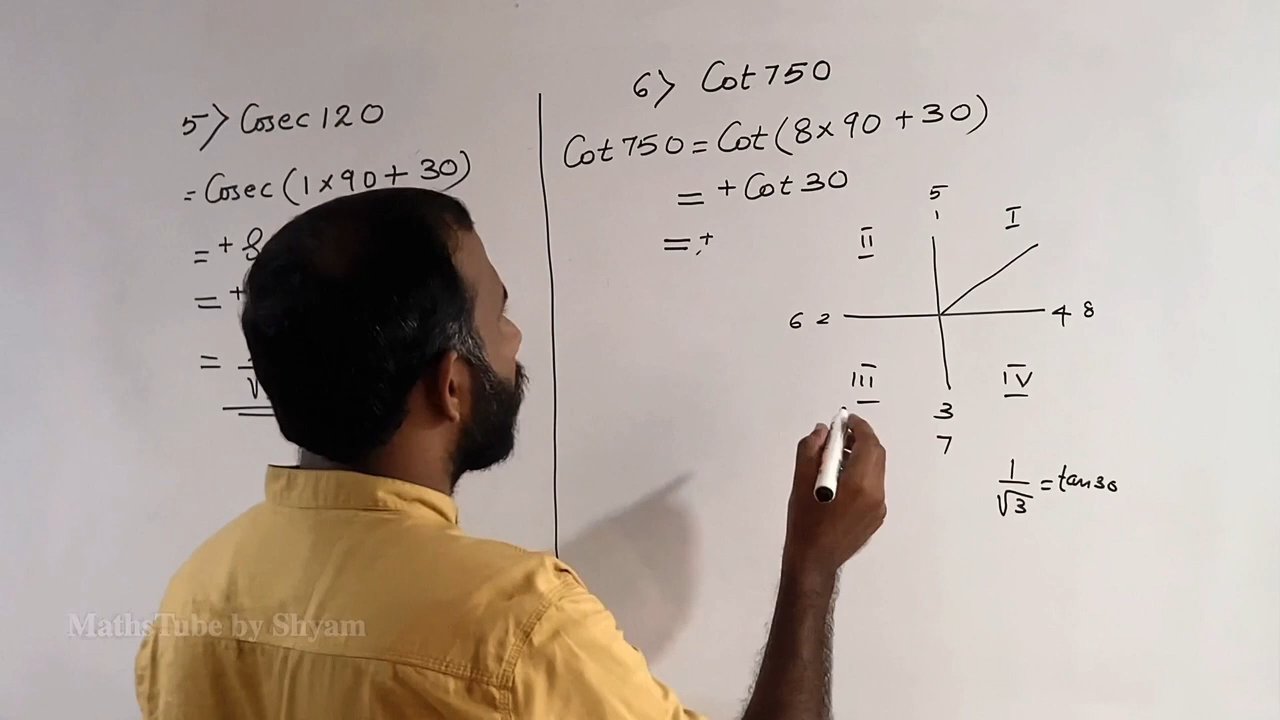 5) Cosec 120
= Cosec (1 × 90 + 30)
= +
= +
=
6) Cot 750
Cot 750 = Cot (8 × 90 + 30)
= + Cot 30
= +
5
1
I
II
6 2
4 8
III
IV
3
7
1/√3 = tan 30
MathsTube by Shyam